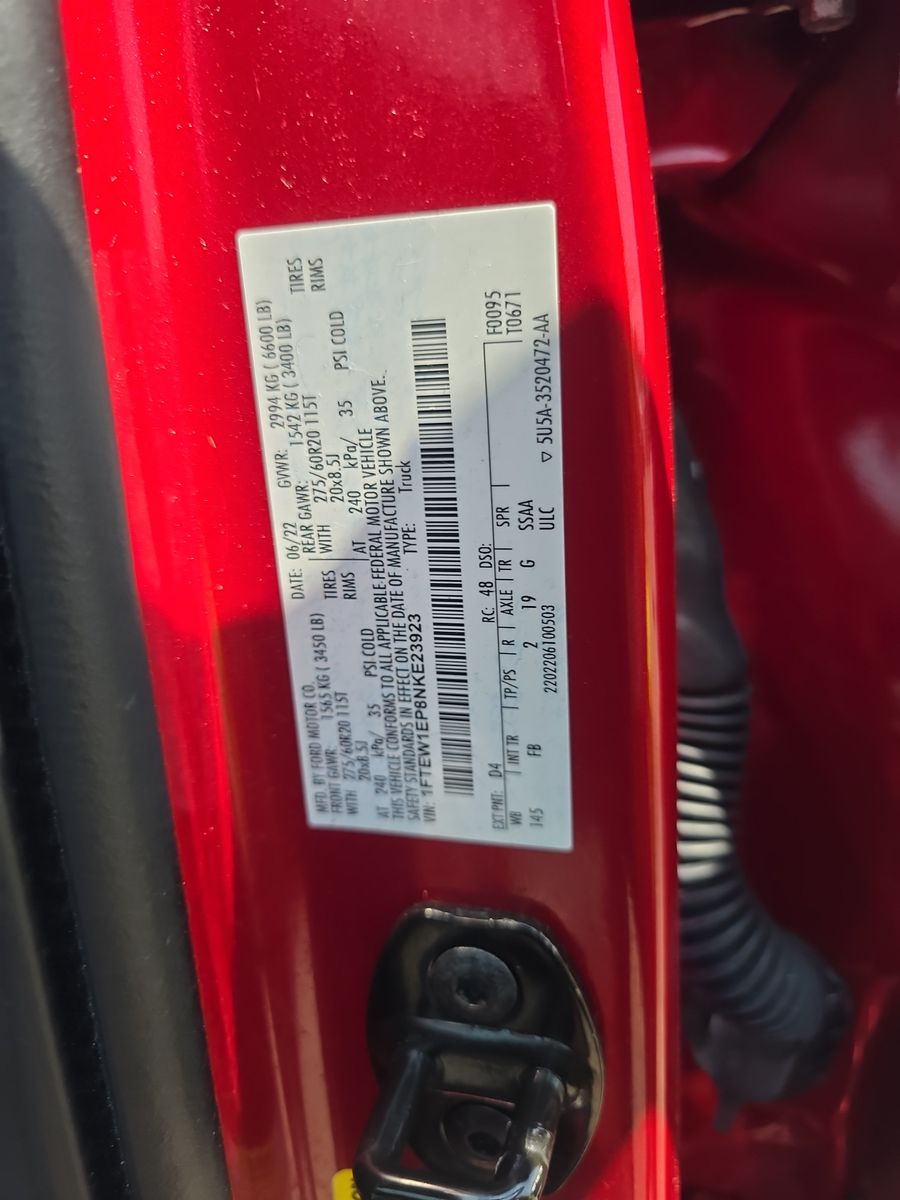 MFD. BY FORD MOTOR CO.
DATE: 06/22 GVWR: 2994 KG ( 6600 LB)
FRONT GAWR: 1565 KG ( 3450 LB) REAR GAWR: 1542 KG ( 3400 LB)
WITH 275/60R20 115T TIRES WITH 275/60R20 115T TIRES
20x8.5J RIMS 20x8.5J RIMS
AT 240 kPa/ 35 PSI COLD AT 240 kPa/ 35 PSI COLD
THIS VEHICLE CONFORMS TO ALL APPLICABLE FEDERAL MOTOR VEHICLE
SAFETY STANDARDS IN EFFECT ON THE DATE OF MANUFACTURE SHOWN ABOVE.
VIN: 1FTEW1EP8NKE23923 TYPE: Truck
EXT PNT: D4 RC: 48 DSO: F0095
WB INT TR TP/PS R AXLE TR SPR T0671
145 FB 2 19 G SSAA
2202206100503 ULC ▽ 5U5A-3520472-AA